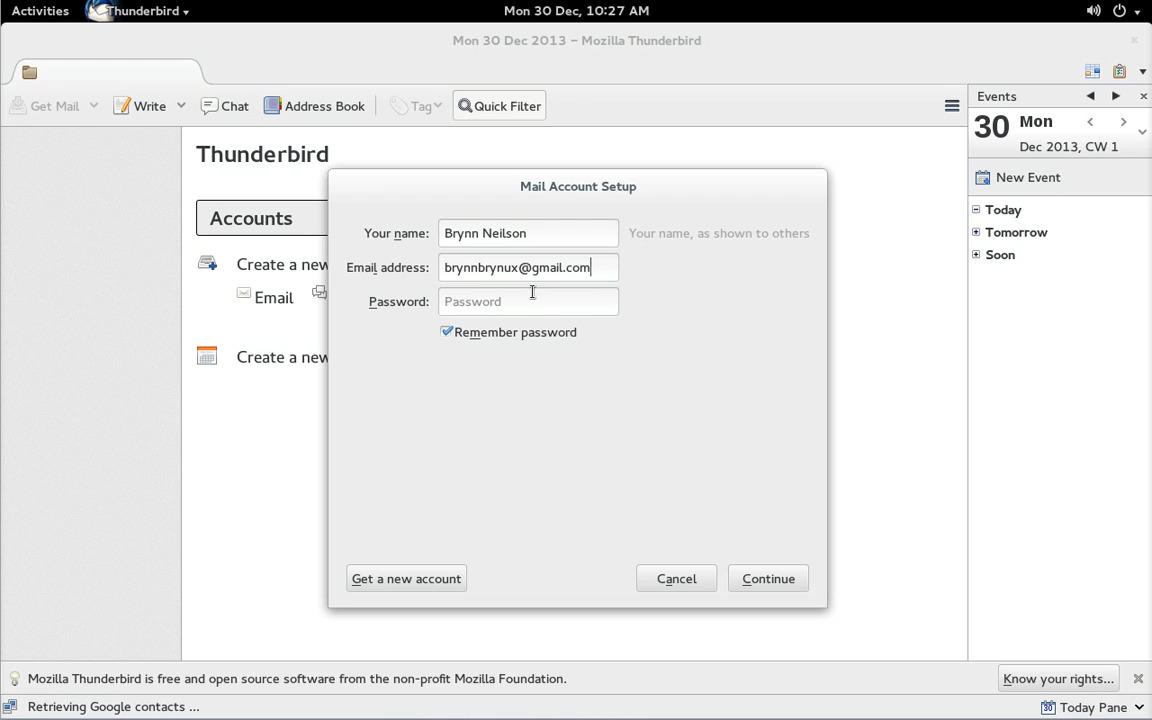 Activities Thunderbird Mon 30 Dec, 10:27 AM
Mon 30 Dec 2013 – Mozilla Thunderbird
Get Mail Write Chat Address Book Tag Quick Filter
Events
30 Mon
Dec 2013, CW 1
New Event
Today
Tomorrow
Soon
Thunderbird
Accounts
Create a new
Email
Create a new
Mail Account Setup
Your name: Brynn Neilson Your name, as shown to others
Email address: brynnbrynux@gmail.com
Password: Password
Remember password
Get a new account Cancel Continue
Mozilla Thunderbird is free and open source software from the non-profit Mozilla Foundation. Know your rights...
Retrieving Google contacts ... 30 Today Pane